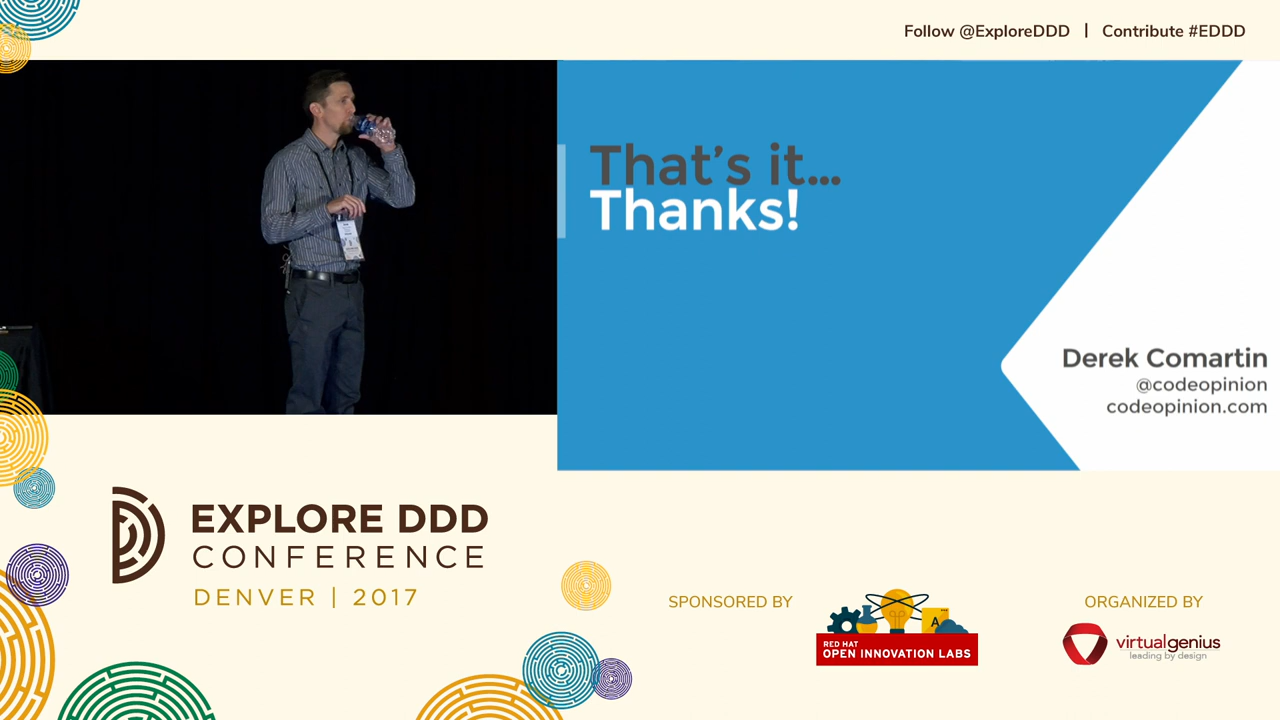 Follow @ExploreDDD | Contribute #EDDD
That's it...
Thanks!
Derek Comartin
@codeopinion
codeopinion.com
EXPLORE DDD
CONFERENCE
DENVER | 2017
SPONSORED BY
A
RED HAT
OPEN INNOVATION LABS
ORGANIZED BY
virtualgenius
leading by design